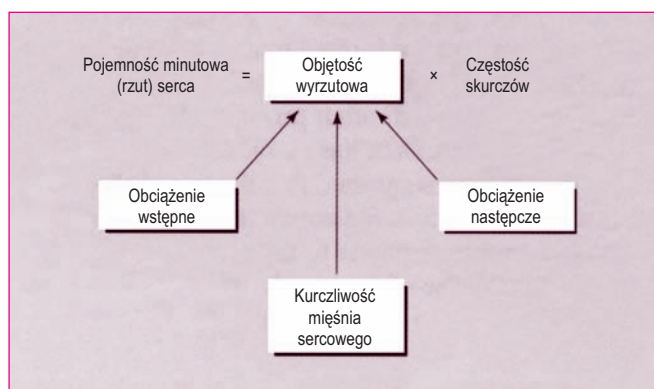 Pojemność minutowa
(rzut) serca
=
Objętość
wyrzutowa
×
Częstość
skurczów
Obciążenie
wstępne
Obciążenie
następcze
Kurczliwość
mięśnia
sercowego